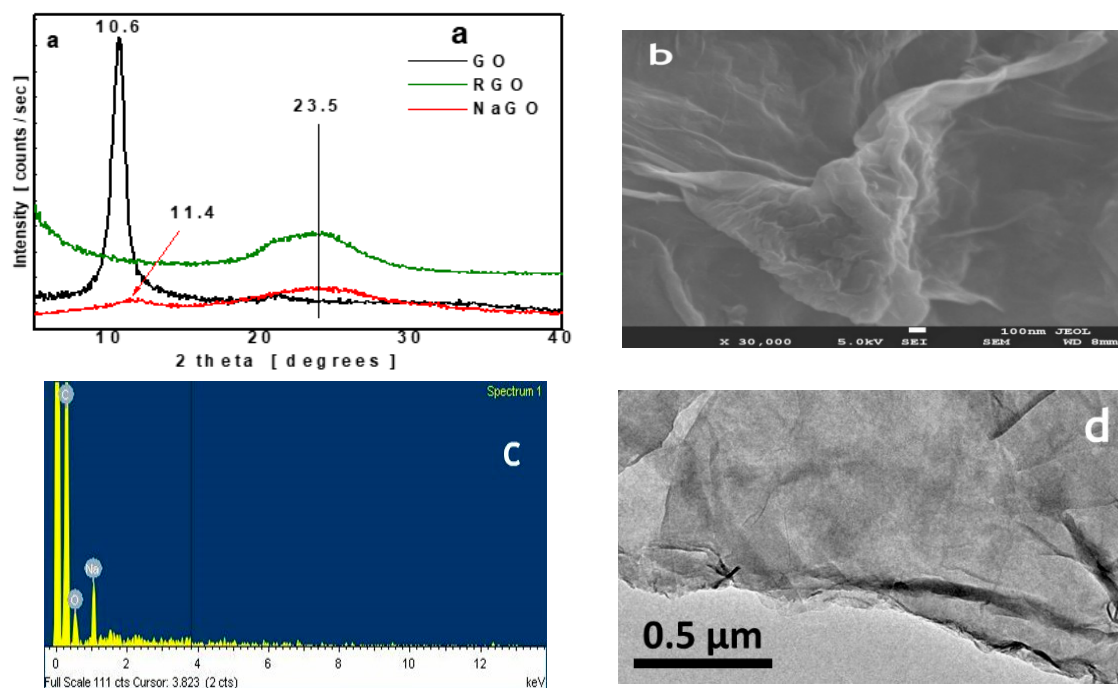 a
a
10.6
GO
RGO
NaGO
23.5
11.4
Intensity [ counts / sec ]
10
20
30
40
2 theta [ degrees ]
b
100nm JEOL
X 30,000 5.0kV SEI SEM WD 8mm
Spectrum 1
C
O
Na
c
0 2 4 6 8 10 12
Full Scale 111 cts Cursor: 3.823 (2 cts) keV
d
0.5 μm